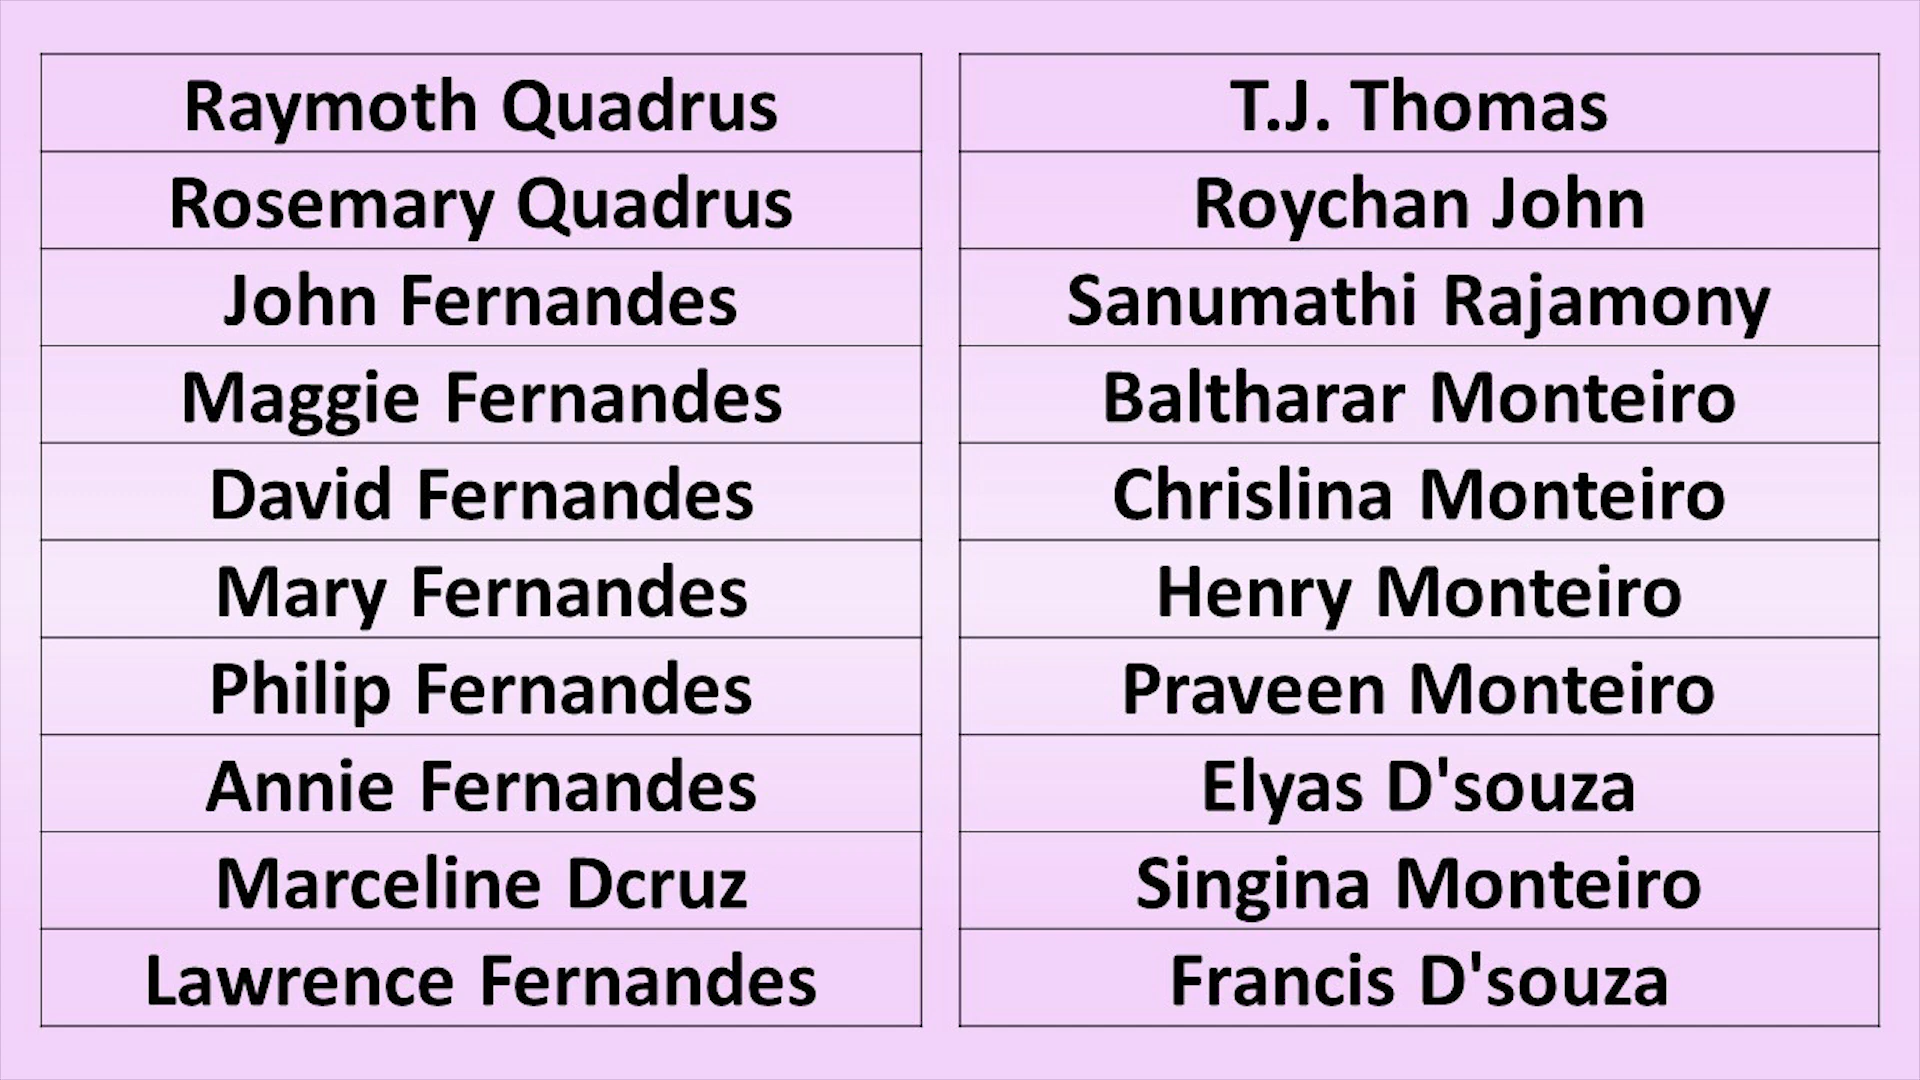 Raymoth Quadrus
Rosemary Quadrus
John Fernandes
Maggie Fernandes
David Fernandes
Mary Fernandes
Philip Fernandes
Annie Fernandes
Marceline Dcruz
Lawrence Fernandes
T.J. Thomas
Roychan John
Sanumathi Rajamony
Baltharar Monteiro
Chrislina Monteiro
Henry Monteiro
Praveen Monteiro
Elyas D'souza
Singina Monteiro
Francis D'souza